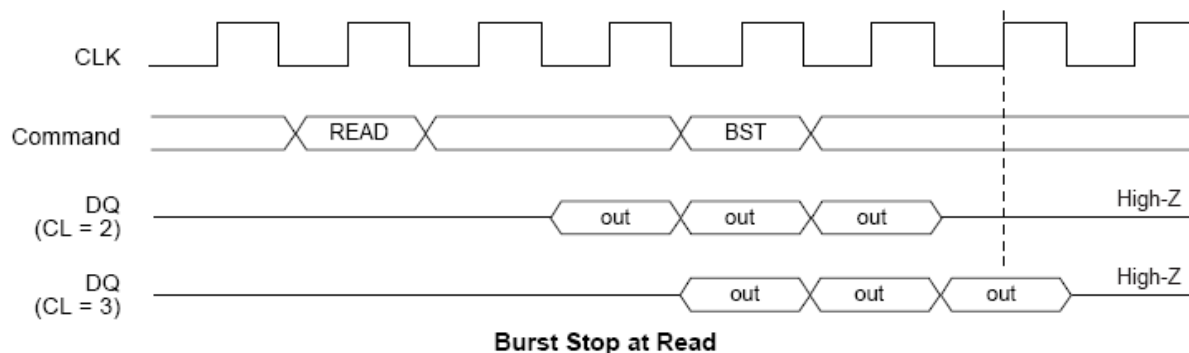 CLK
Command READ BST
DQ
(CL = 2) out out out High-Z
DQ
(CL = 3) out out out High-Z
Burst Stop at Read